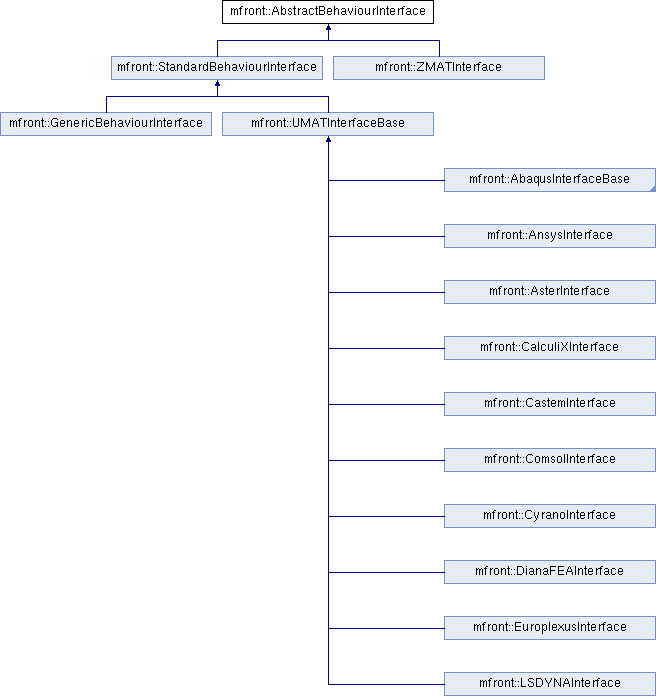 mfront::AbstractBehaviourInterface
mfront::StandardBehaviourInterface
mfront::ZMATInterface
mfront::GenericBehaviourInterface
mfront::UMATInterfaceBase
mfront::AbaqusInterfaceBase
mfront::AnsysInterface
mfront::AsterInterface
mfront::CalculiXInterface
mfront::CastemInterface
mfront::ComsolInterface
mfront::CyranoInterface
mfront::DianaFEAInterface
mfront::EuroplexusInterface
mfront::LSDYNAInterface